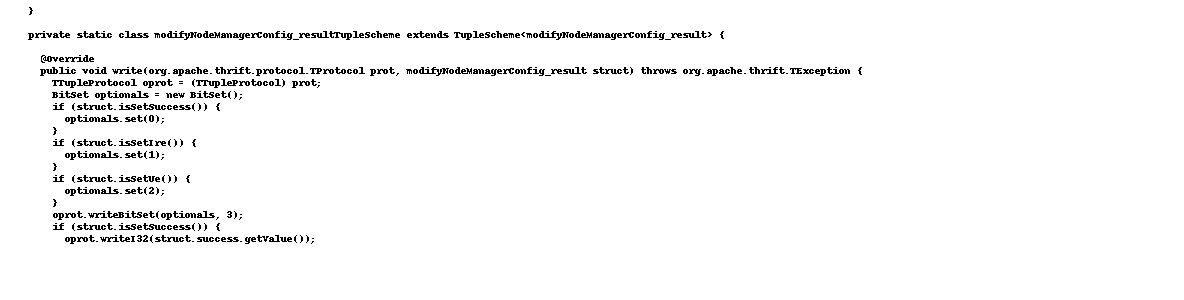 }
private static class modifyNodeManagerConfig_resultTupleScheme extends TupleScheme<modifyNodeManagerConfig_result> {
@Override
public void write(org.apache.thrift.protocol.TProtocol prot, modifyNodeManagerConfig_result struct) throws org.apache.thrift.TException {
TTupleProtocol oprot = (TTupleProtocol) prot;
BitSet optionals = new BitSet();
if (struct.isSetSuccess()) {
optionals.set(0);
}
if (struct.isSetIre()) {
optionals.set(1);
}
if (struct.isSetUe()) {
optionals.set(2);
}
oprot.writeBitSet(optionals, 3);
if (struct.isSetSuccess()) {
oprot.writeI32(struct.success.getValue());